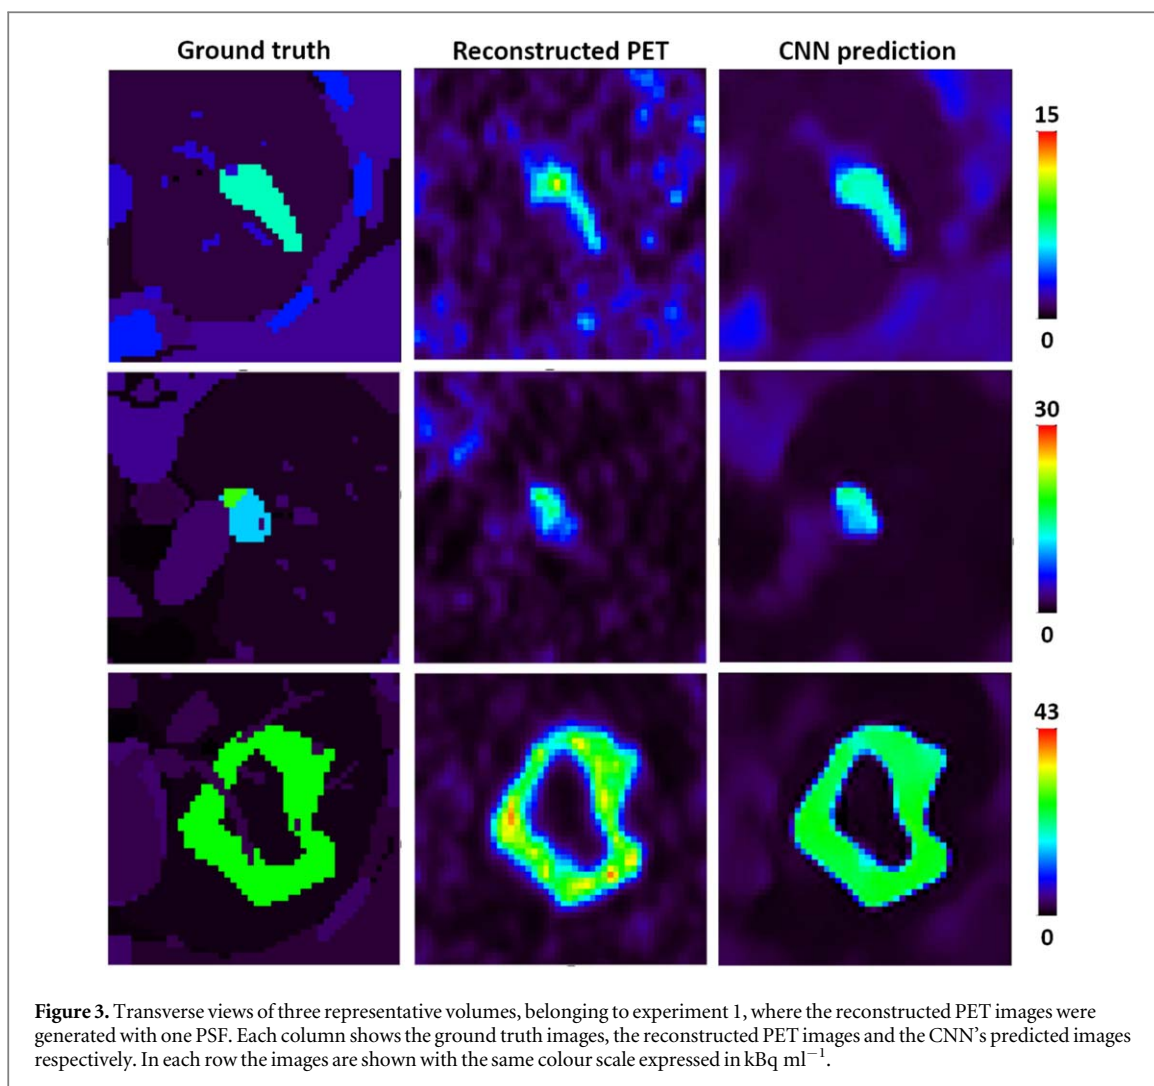 Ground truth
Reconstructed PET
CNN prediction
15
0
30
0
43
0
Figure 3. Transverse views of three representative volumes, belonging to experiment 1, where the reconstructed PET images were
generated with one PSF. Each column shows the ground truth images, the reconstructed PET images and the CNN's predicted images
respectively. In each row the images are shown with the same colour scale expressed in kBq ml⁻¹.